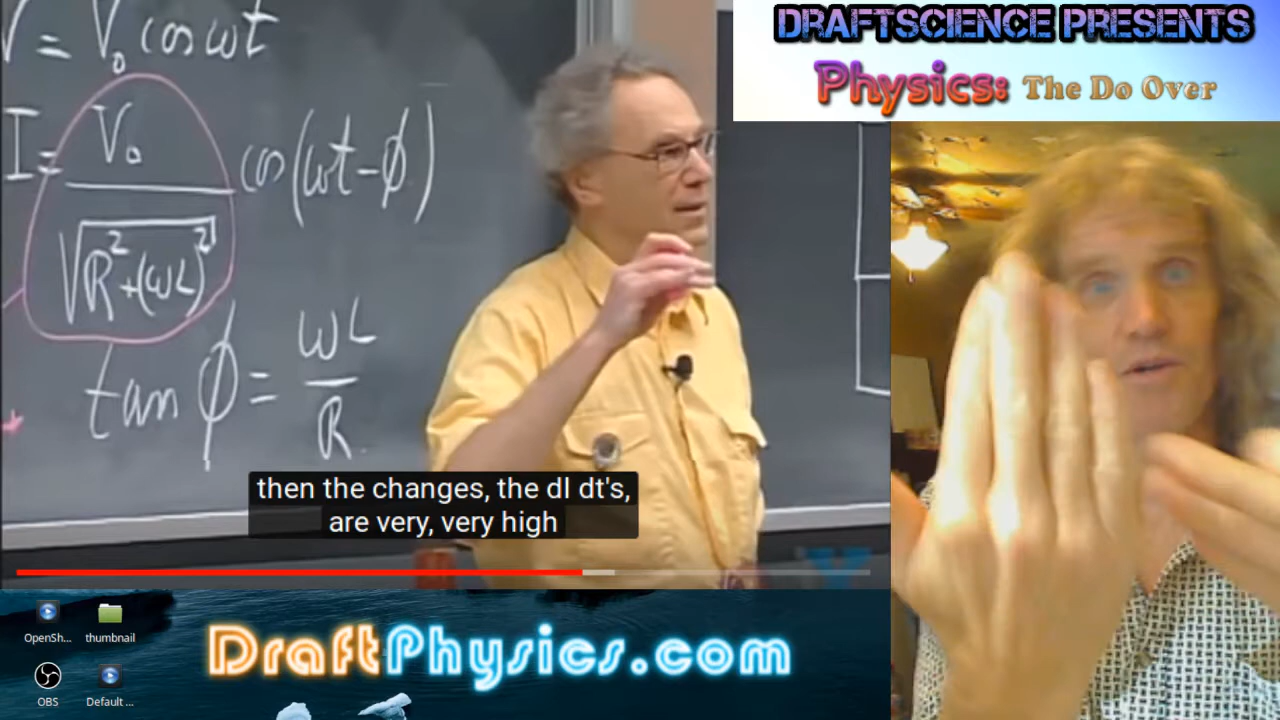 V = V₀ cos ωt
I = V₀ / √(R² + (ωL)²) cos(ωt - φ)
tan φ = ωL / R
then the changes, the dI dt's,
are very, very high
DRAFTSCIENCE PRESENTS
Physics: The Do Over
OpenSh... thumbnail
OBS Default ...
DraftPhysics.com